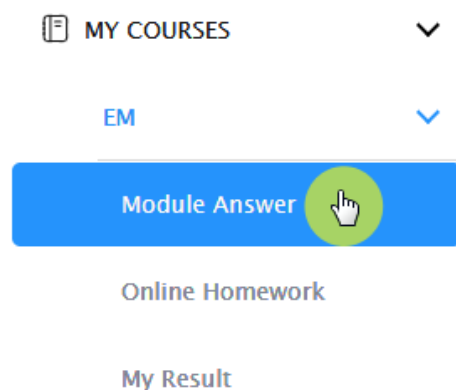 MY COURSES
EM
Module Answer
Online Homework
My Result